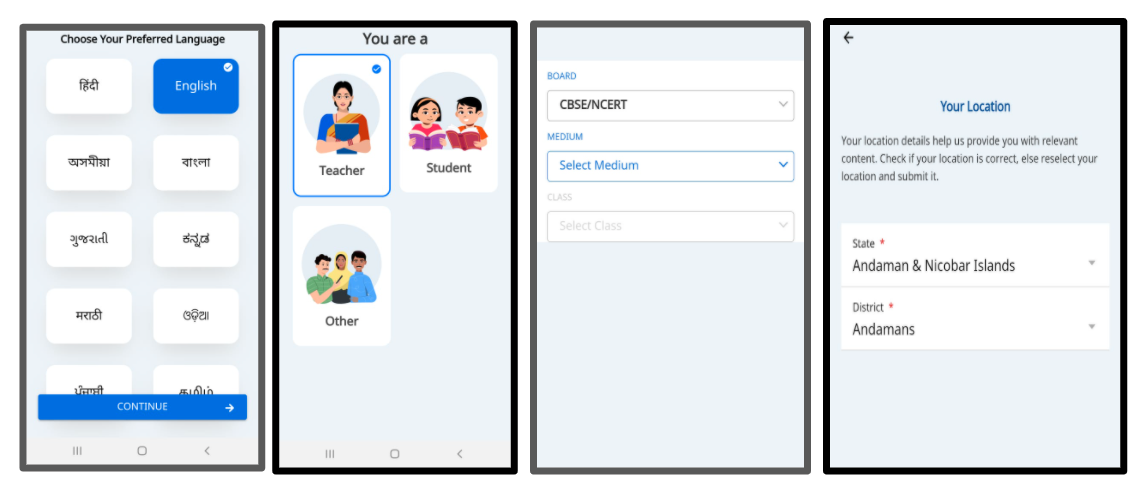 Choose Your Preferred Language
हिंदी
English
অসমীয়া
বাংলা
ગુજરાતી
ಕನ್ನಡ
मराठी
ଓଡ଼ିଆ
ਪੰਜਾਬੀ
தமிழ்
CONTINUE
You are a
Teacher
Student
Other
BOARD
CBSE/NCERT
MEDIUM
Select Medium
CLASS
Select Class
Your Location
Your location details help us provide you with relevant
content. Check if your location is correct, else reselect your
location and submit it.
State *
Andaman & Nicobar Islands
District *
Andamans